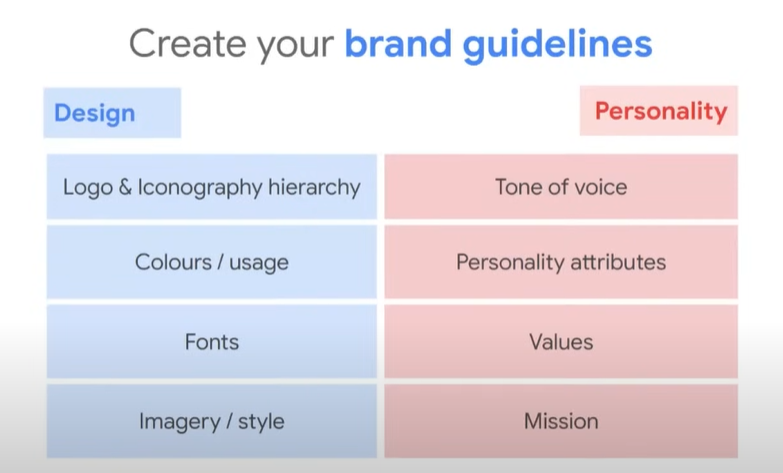 Create your brand guidelines
Design
Personality
Logo & Iconography hierarchy
Tone of voice
Colours / usage
Personality attributes
Fonts
Values
Imagery / style
Mission